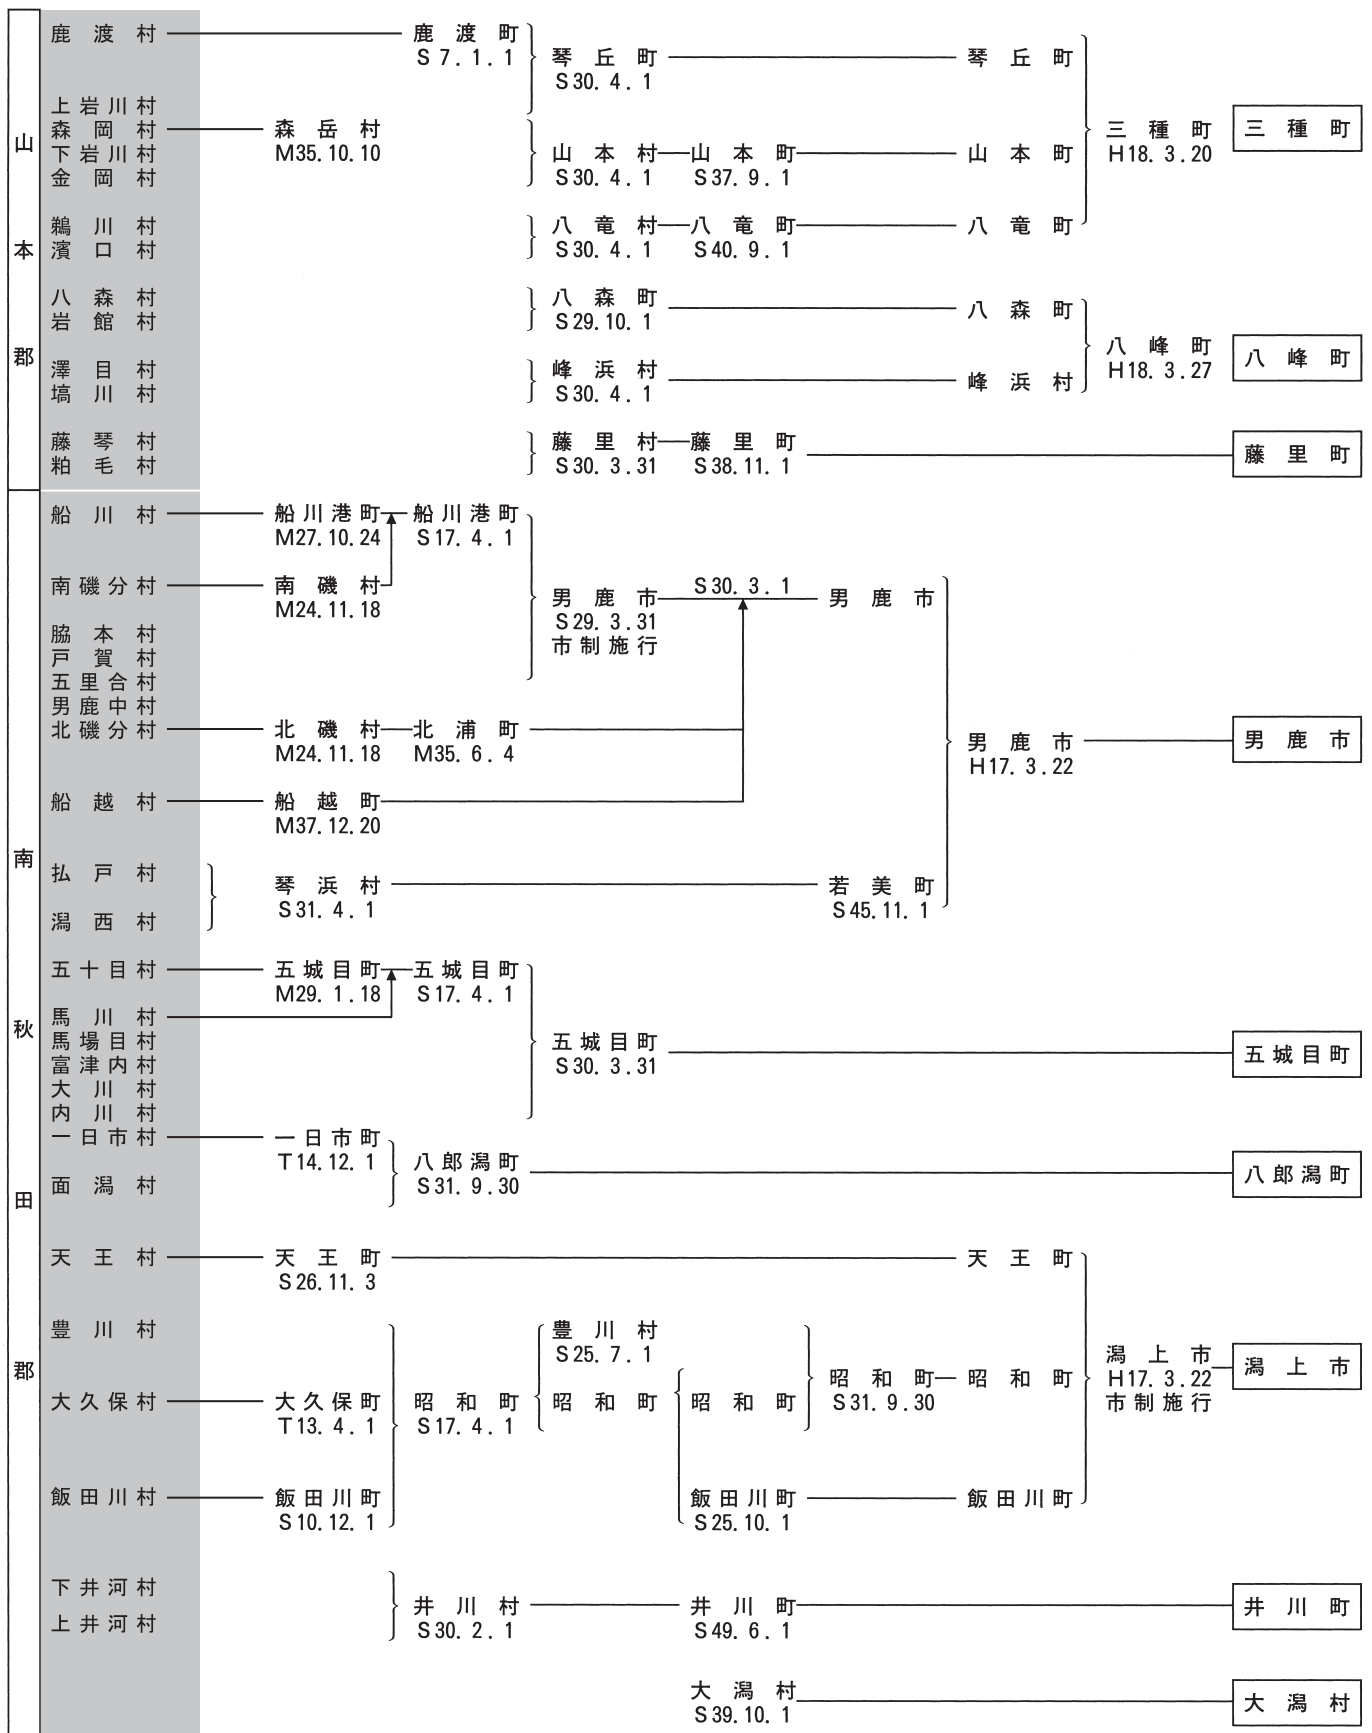 山本郡
鹿渡村 鹿渡町
S7.1.1
琴丘町 琴丘町
S30.4.1
上岩川村
森岡村 森岳村 三種町 三種町
下岩川村 M35.10.10 山本村 山本町 山本町 H18.3.20
金岡村 S30.4.1 S37.9.1
鵜川村 八竜村 八竜町 八竜町
濱口村 S30.4.1 S40.9.1
八森村 八森町 八森町
岩館村 S29.10.1
八峰町 八峰町
澤目村 峰浜村 H18.3.27
塙川村 S30.4.1 峰浜村
藤琴村 藤里村 藤里町 藤里町
粕毛村 S30.3.31 S38.11.1
南秋田郡
船川村 船川港町 船川港町
M27.10.24 S17.4.1
南磯分村 南磯村 S30.3.1
M24.11.18 男鹿市 男鹿市
脇本村 S29.3.31
戸賀村 市制施行
五里合村
男鹿中村
北磯分村 北磯村 北浦町 男鹿市 男鹿市
M24.11.18 M35.6.4 H17.3.22
船越村 船越町
M37.12.20
払戸村 琴浜村 若美町
潟西村 S31.4.1 S45.11.1
五十目村 五城目町 五城目町
M29.1.18 S17.4.1
馬川村
馬場目村 五城目町 五城目町
富津内村 S30.3.31
大川村
内川村
一日市村 一日市町
T14.12.1 八郎潟町 八郎潟町
面潟村 S31.9.30
天王村 天王町 天王町
S26.11.3
豊川村 豊川村
S25.7.1 潟上市 潟上市
昭和町 昭和町 H17.3.22
大久保村 大久保町 昭和町 昭和町 昭和町 S31.9.30 市制施行
T13.4.1 S17.4.1
飯田川村 飯田川町 飯田川町 飯田川町
S10.12.1 S25.10.1
下井河村 井川村 井川町 井川町
上井河村 S30.2.1 S49.6.1
大潟村 大潟村
S39.10.1